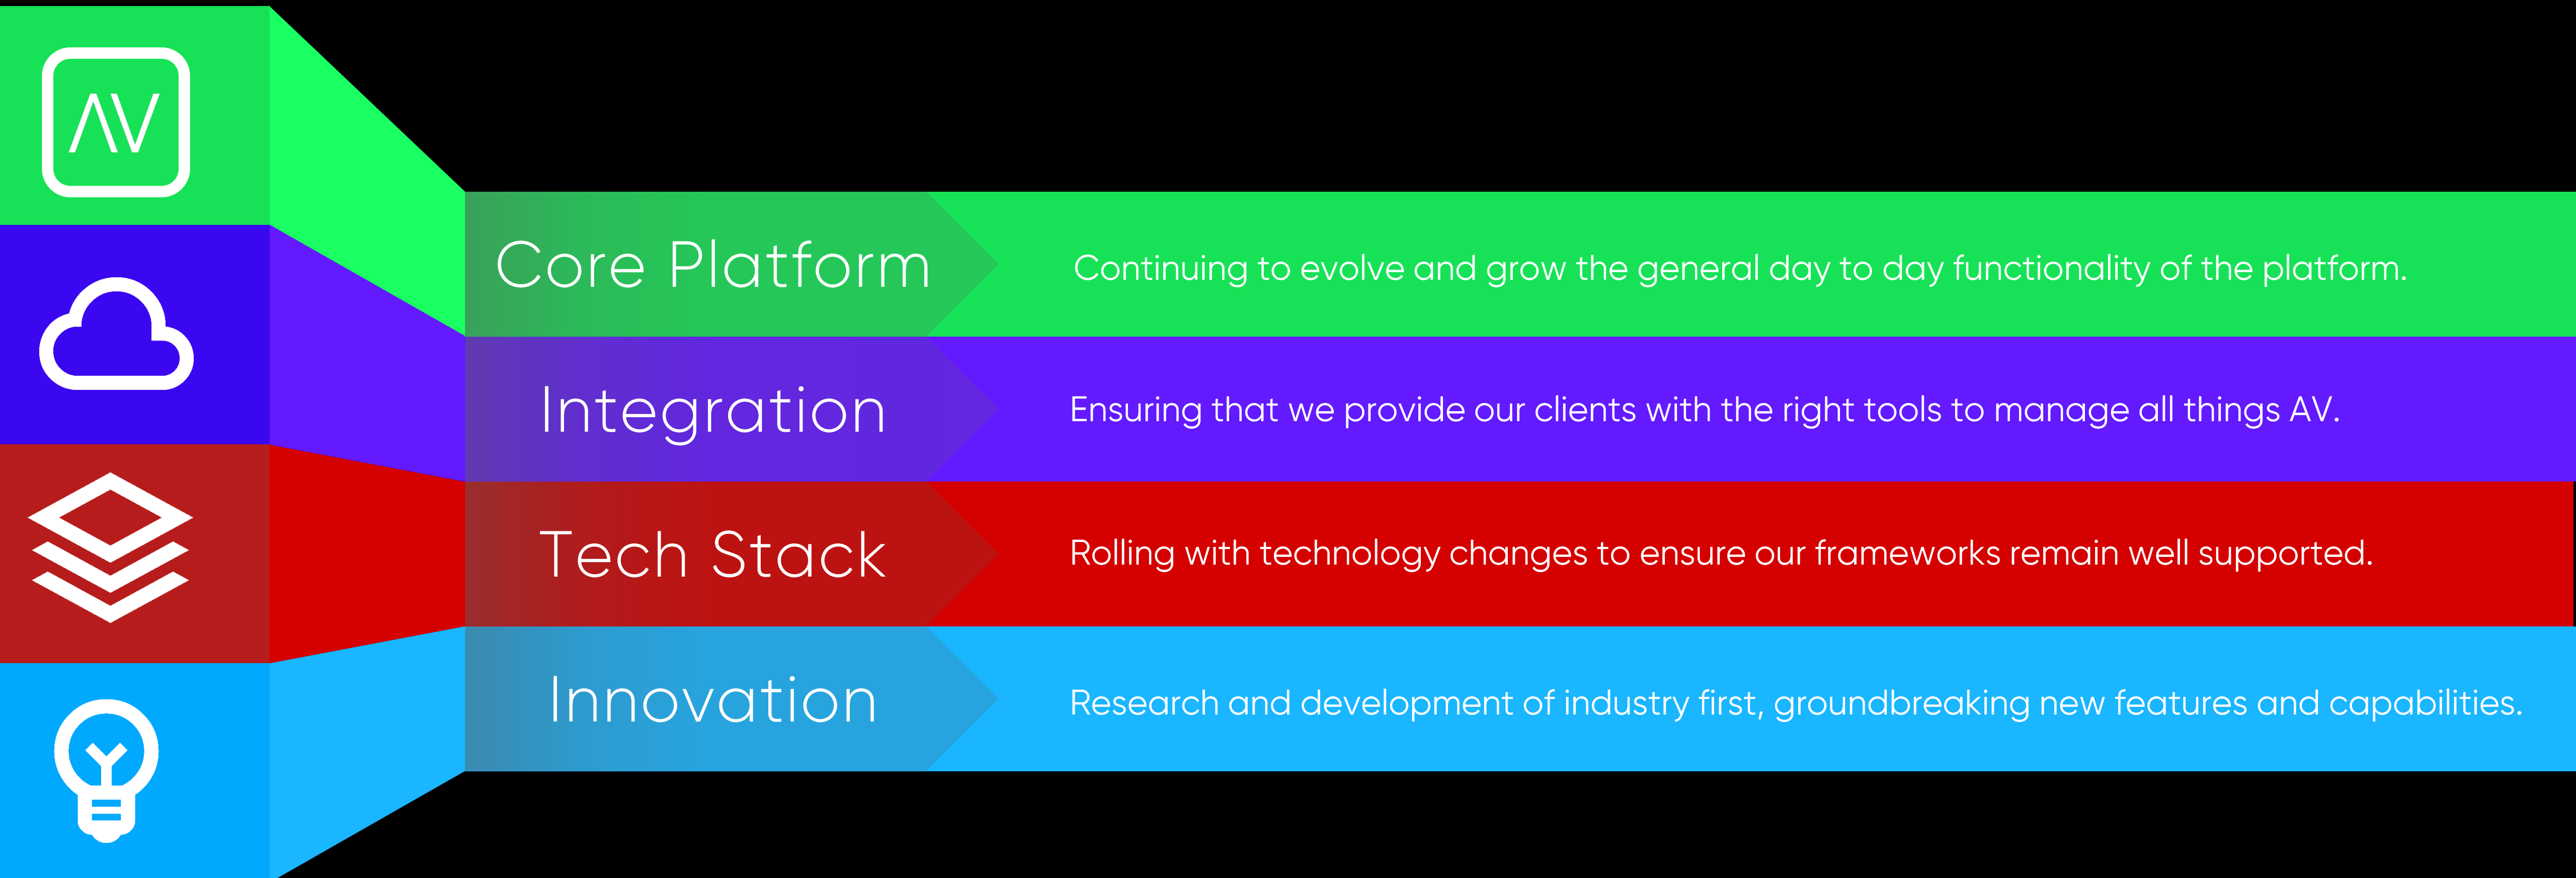 AV
Core Platform
Continuing to evolve and grow the general day to day functionality of the platform.
Integration
Ensuring that we provide our clients with the right tools to manage all things AV.
Tech Stack
Rolling with technology changes to ensure our frameworks remain well supported.
Innovation
Research and development of industry first, groundbreaking new features and capabilities.